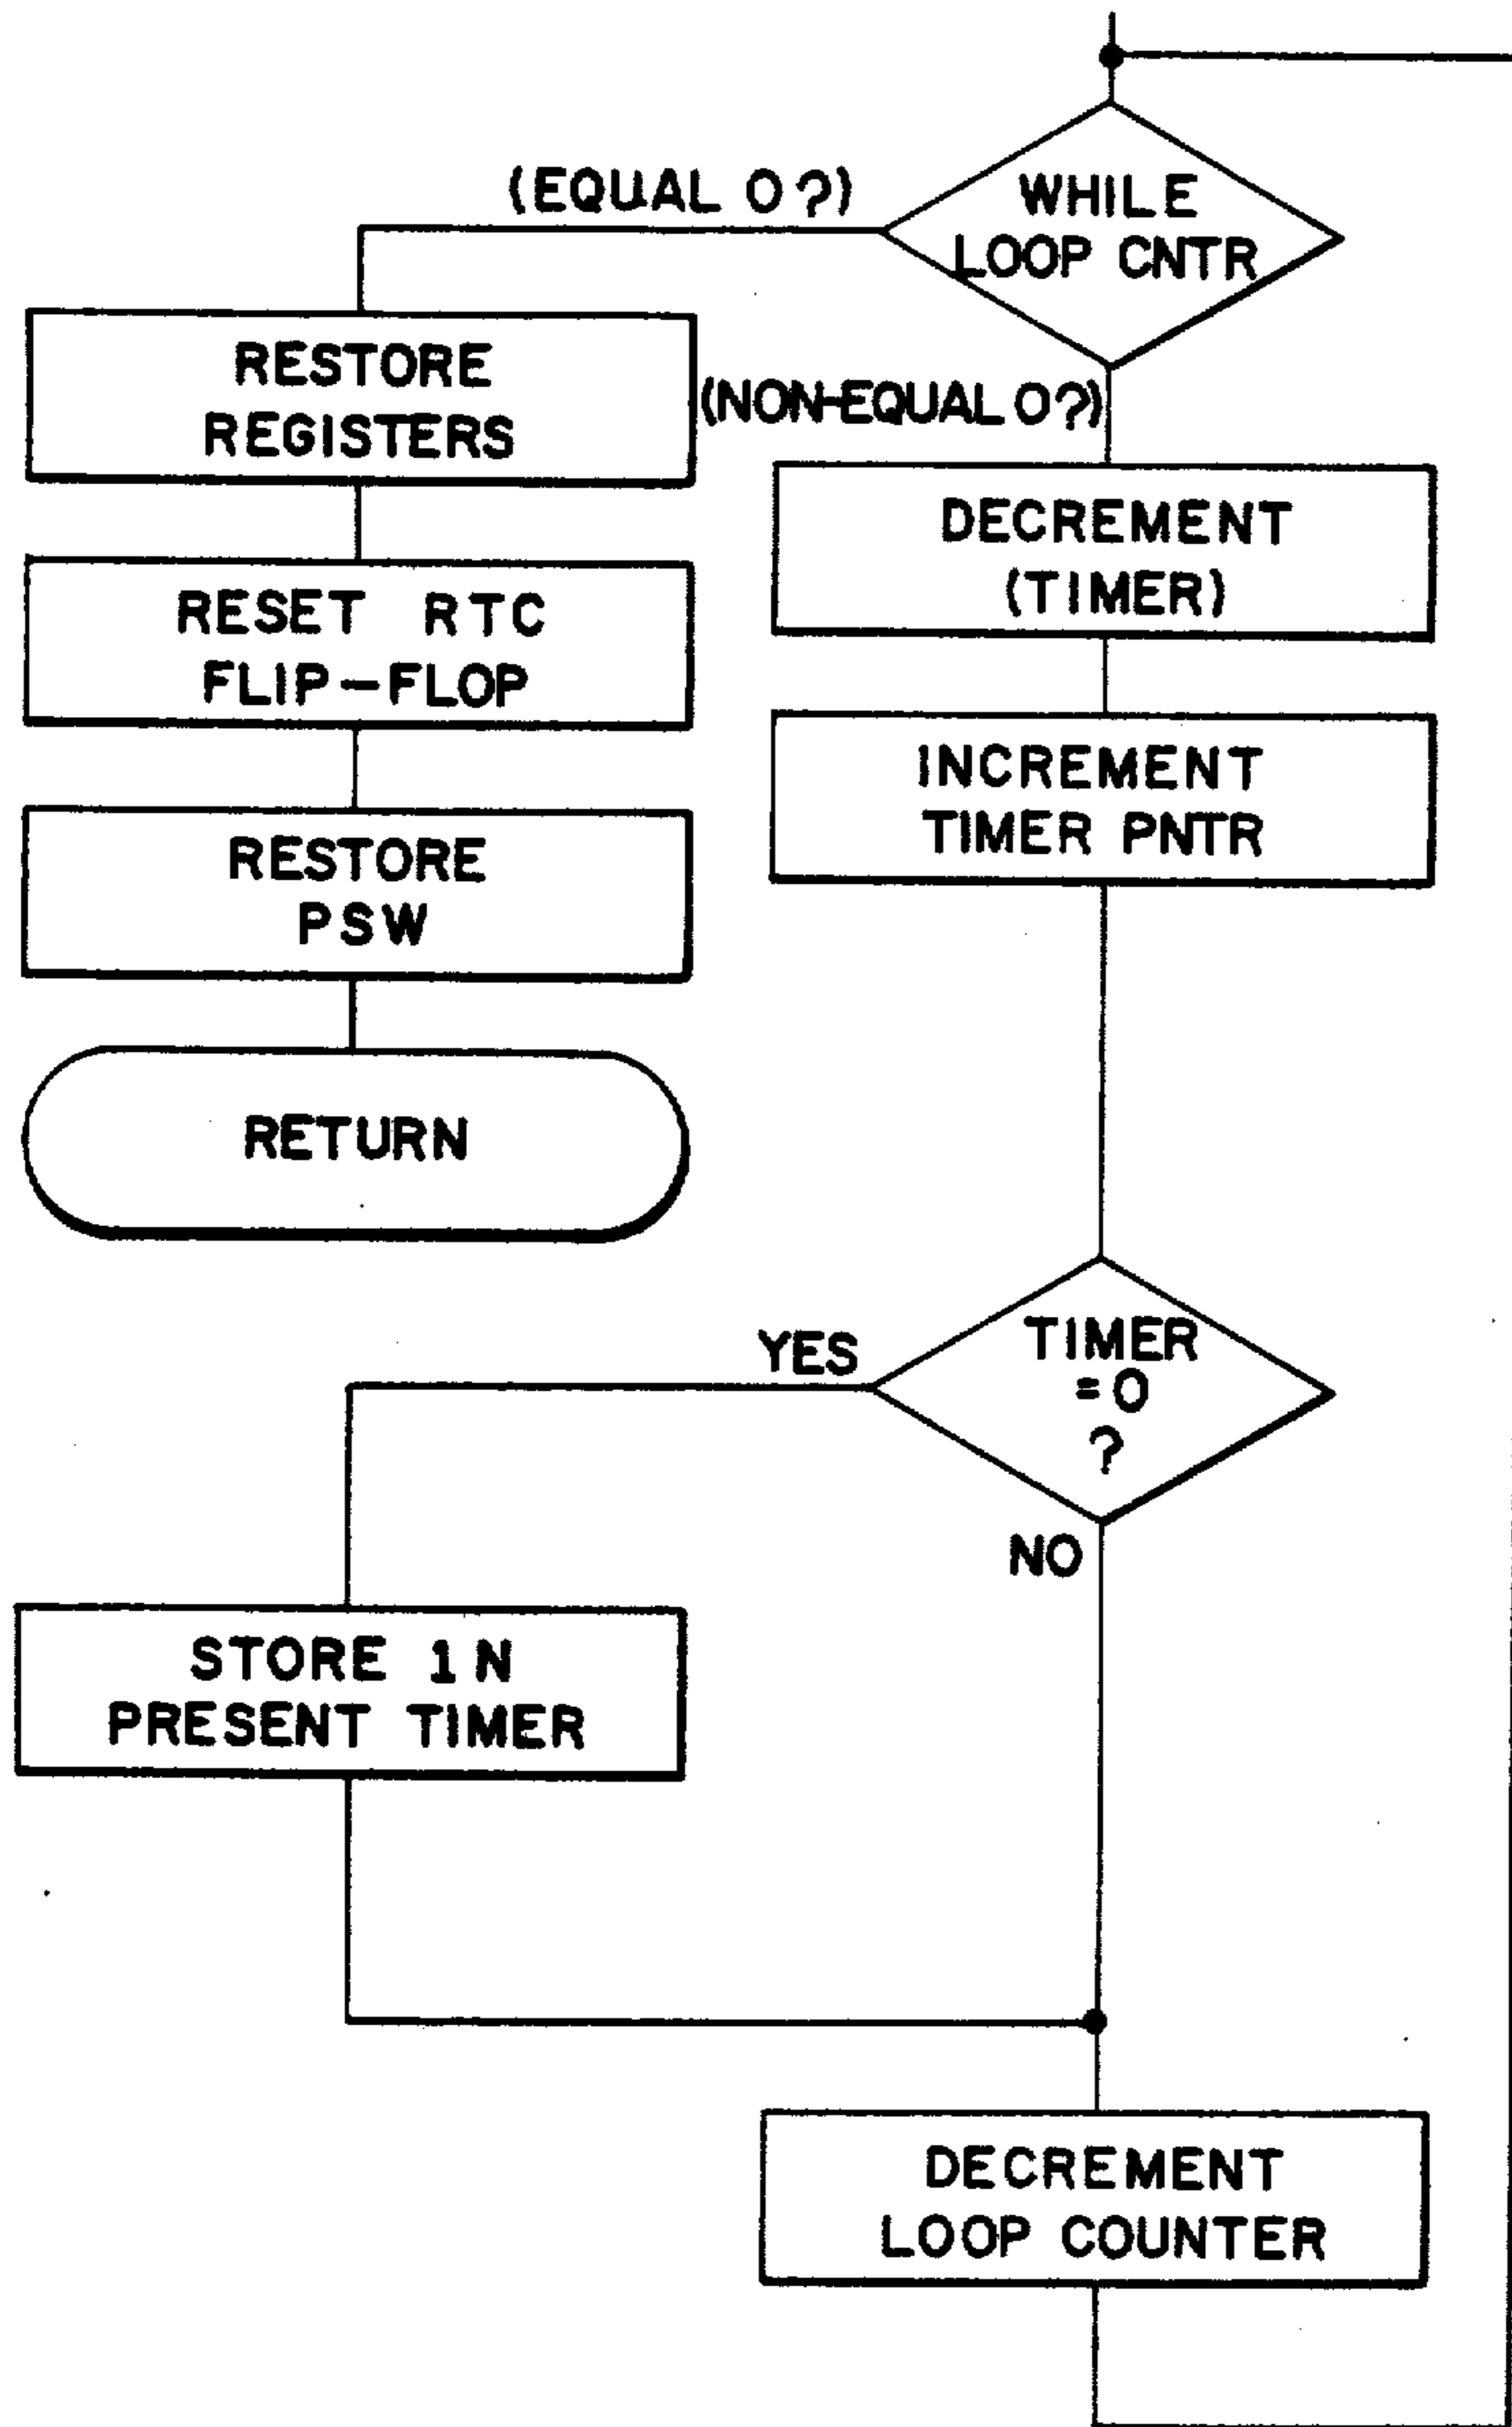 WHILE
LOOP CNTR
(EQUAL 0?)
RESTORE
REGISTERS
(NON-EQUAL 0?)
DECREMENT
(TIMER)
RESET RTC
FLIP-FLOP
INCREMENT
TIMER PNTR
RESTORE
PSW
RETURN
TIMER
=0
?
YES
NO
STORE 1 N
PRESENT TIMER
DECREMENT
LOOP COUNTER